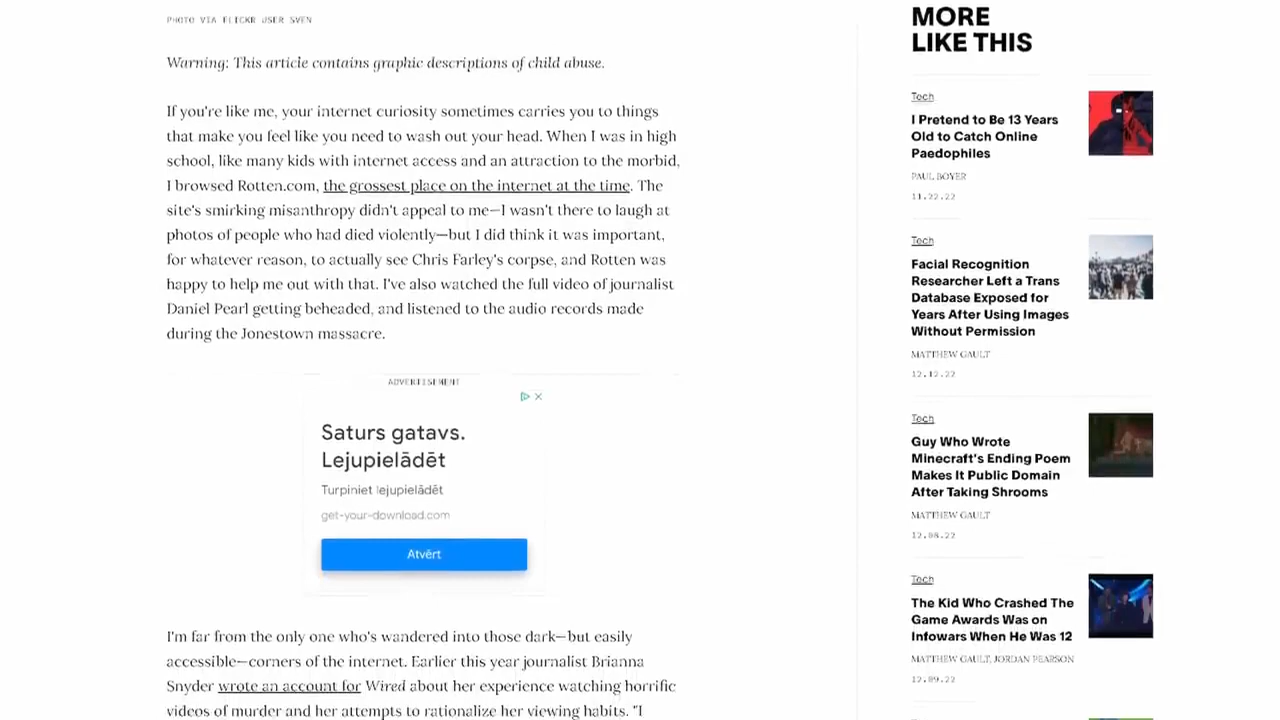 PHOTO VIA FLICKR USER SVEN
Warning: This article contains graphic descriptions of child abuse.
If you're like me, your internet curiosity sometimes carries you to things
that make you feel like you need to wash out your head. When I was in high
school, like many kids with internet access and an attraction to the morbid,
I browsed Rotten.com, the grossest place on the internet at the time. The
site's smirking misanthropy didn't appeal to me—I wasn't there to laugh at
photos of people who had died violently—but I did think it was important,
for whatever reason, to actually see Chris Farley's corpse, and Rotten was
happy to help me out with that. I've also watched the full video of journalist
Daniel Pearl getting beheaded, and listened to the audio records made
during the Jonestown massacre.
ADVERTISEMENT
Saturs gatavs.
Lejupielādēt
Turpiniet lejupielādēt
get-your-download.com
Atvērt
I'm far from the only one who's wandered into those dark—but easily
accessible—corners of the internet. Earlier this year journalist Brianna
Snyder wrote an account for Wired about her experience watching horrific
videos of murder and her attempts to rationalize her viewing habits. "I
MORE
LIKE THIS
Tech
I Pretend to Be 13 Years
Old to Catch Online
Paedophiles
PAUL BOYER
11.22.22
Tech
Facial Recognition
Researcher Left a Trans
Database Exposed for
Years After Using Images
Without Permission
MATTHEW GAULT
12.12.22
Tech
Guy Who Wrote
Minecraft's Ending Poem
Makes It Public Domain
After Taking Shrooms
MATTHEW GAULT
12.08.22
Tech
The Kid Who Crashed The
Game Awards Was on
Infowars When He Was 12
MATTHEW GAULT, JORDAN PEARSON
12.09.22